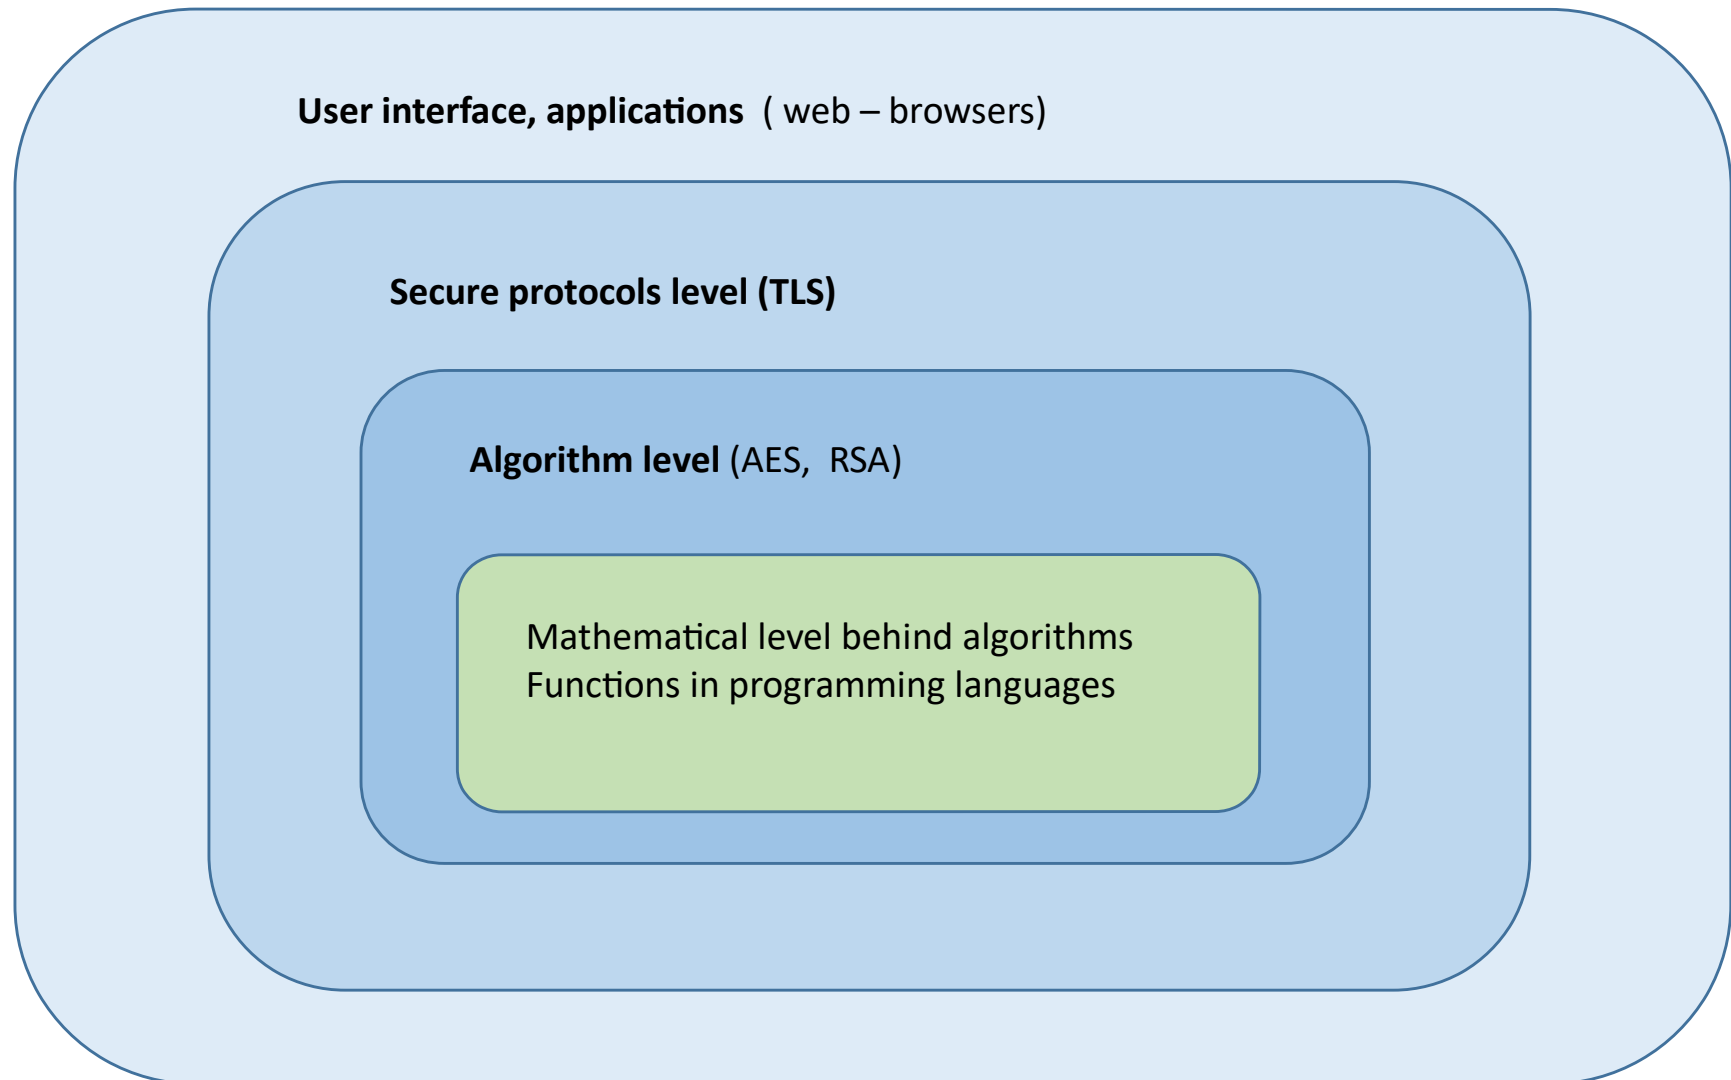 User interface, applications ( web – browsers)
Secure protocols level (TLS)
Algorithm level (AES, RSA)
Mathematical level behind algorithms
Functions in programming languages